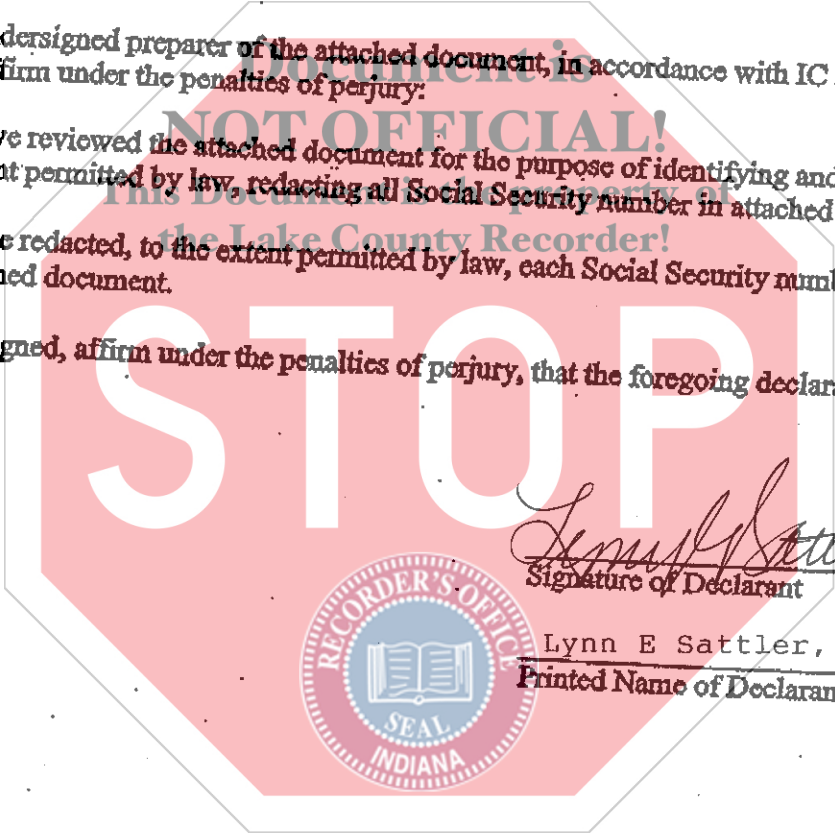 dersigned preparer of the attached document, in accordance with IC
firm under the penalties of perjury:
Document is
NOT OFFICIAL!
This Document is the property of
the Lake County Recorder!
e reviewed the attached document for the purpose of identifying and
nt permitted by law, redacting all Social Security number in attached
e redacted, to the extent permitted by law, each Social Security numb
ed document.
gned, affirm under the penalties of perjury, that the foregoing declar
STOP
Signature of Declarant
Lynn E Sattler,
Printed Name of Declaran
RECORDER'S OFFICE
SEAL
INDIANA